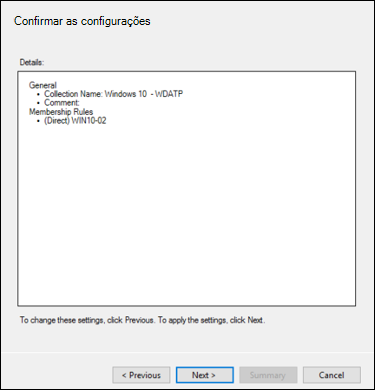 Confirmar as configurações
Details:
General
• Collection Name: Windows 10 - WDATP
• Comment:
Membership Rules
• (Direct) WIN10-02
To change these settings, click Previous. To apply the settings, click Next.
< Previous
Next >
Summary
Cancel